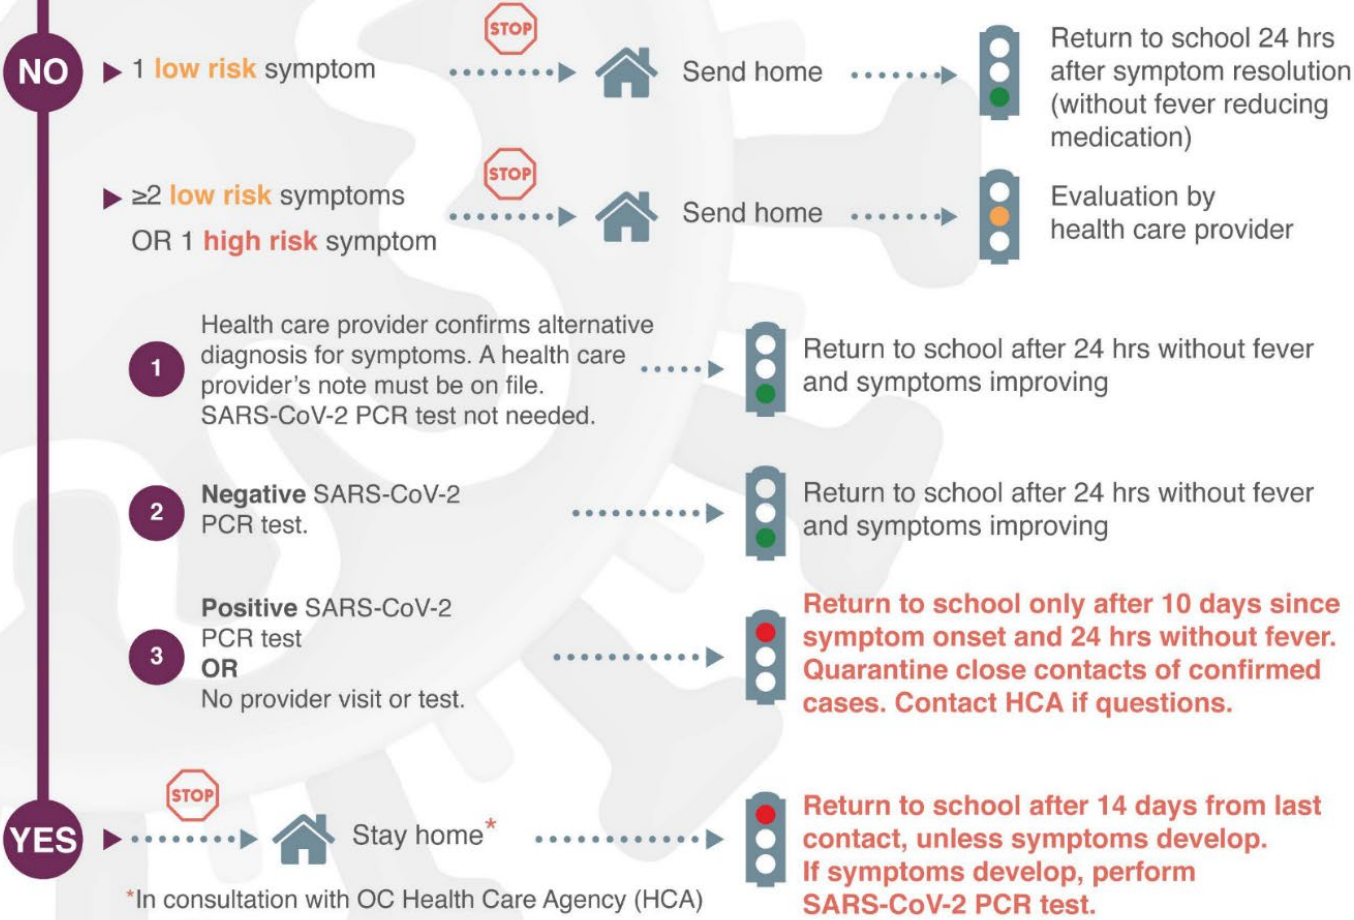 STOP
NO
1 low risk symptom
Send home
Return to school 24 hrs
after symptom resolution
(without fever reducing
medication)
STOP
≥2 low risk symptoms
OR 1 high risk symptom
Send home
Evaluation by
health care provider
1
Health care provider confirms alternative
diagnosis for symptoms. A health care
provider’s note must be on file.
SARS-CoV-2 PCR test not needed.
Return to school after 24 hrs without fever
and symptoms improving
2
Negative SARS-CoV-2
PCR test.
Return to school after 24 hrs without fever
and symptoms improving
3
Positive SARS-CoV-2
PCR test
OR
No provider visit or test.
Return to school only after 10 days since
symptom onset and 24 hrs without fever.
Quarantine close contacts of confirmed
cases. Contact HCA if questions.
STOP
YES
Stay home*
Return to school after 14 days from last
contact, unless symptoms develop.
If symptoms develop, perform
SARS-CoV-2 PCR test.
*In consultation with OC Health Care Agency (HCA)